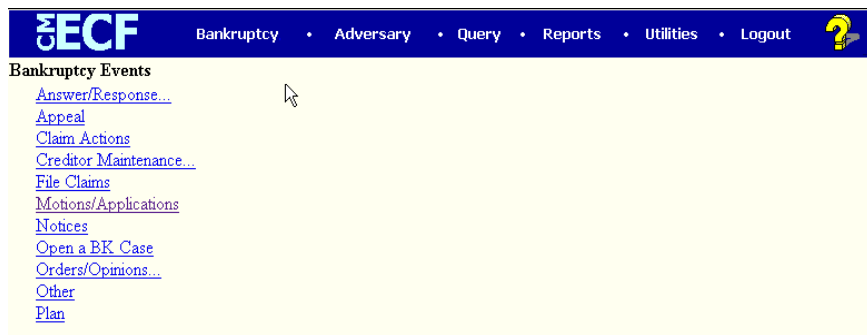 CM ECF Bankruptcy • Adversary • Query • Reports • Utilities • Logout ?
Bankruptcy Events
Answer/Response...
Appeal
Claim Actions
Creditor Maintenance...
File Claims
Motions/Applications
Notices
Open a BK Case
Orders/Opinions...
Other
Plan